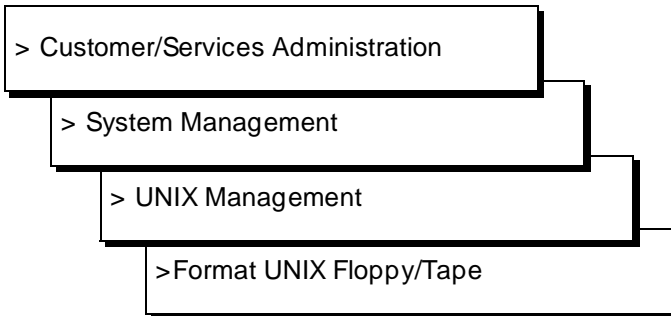 > Customer/Services Administration
> System Management
> UNIX Management
>Format UNIX Floppy/Tape